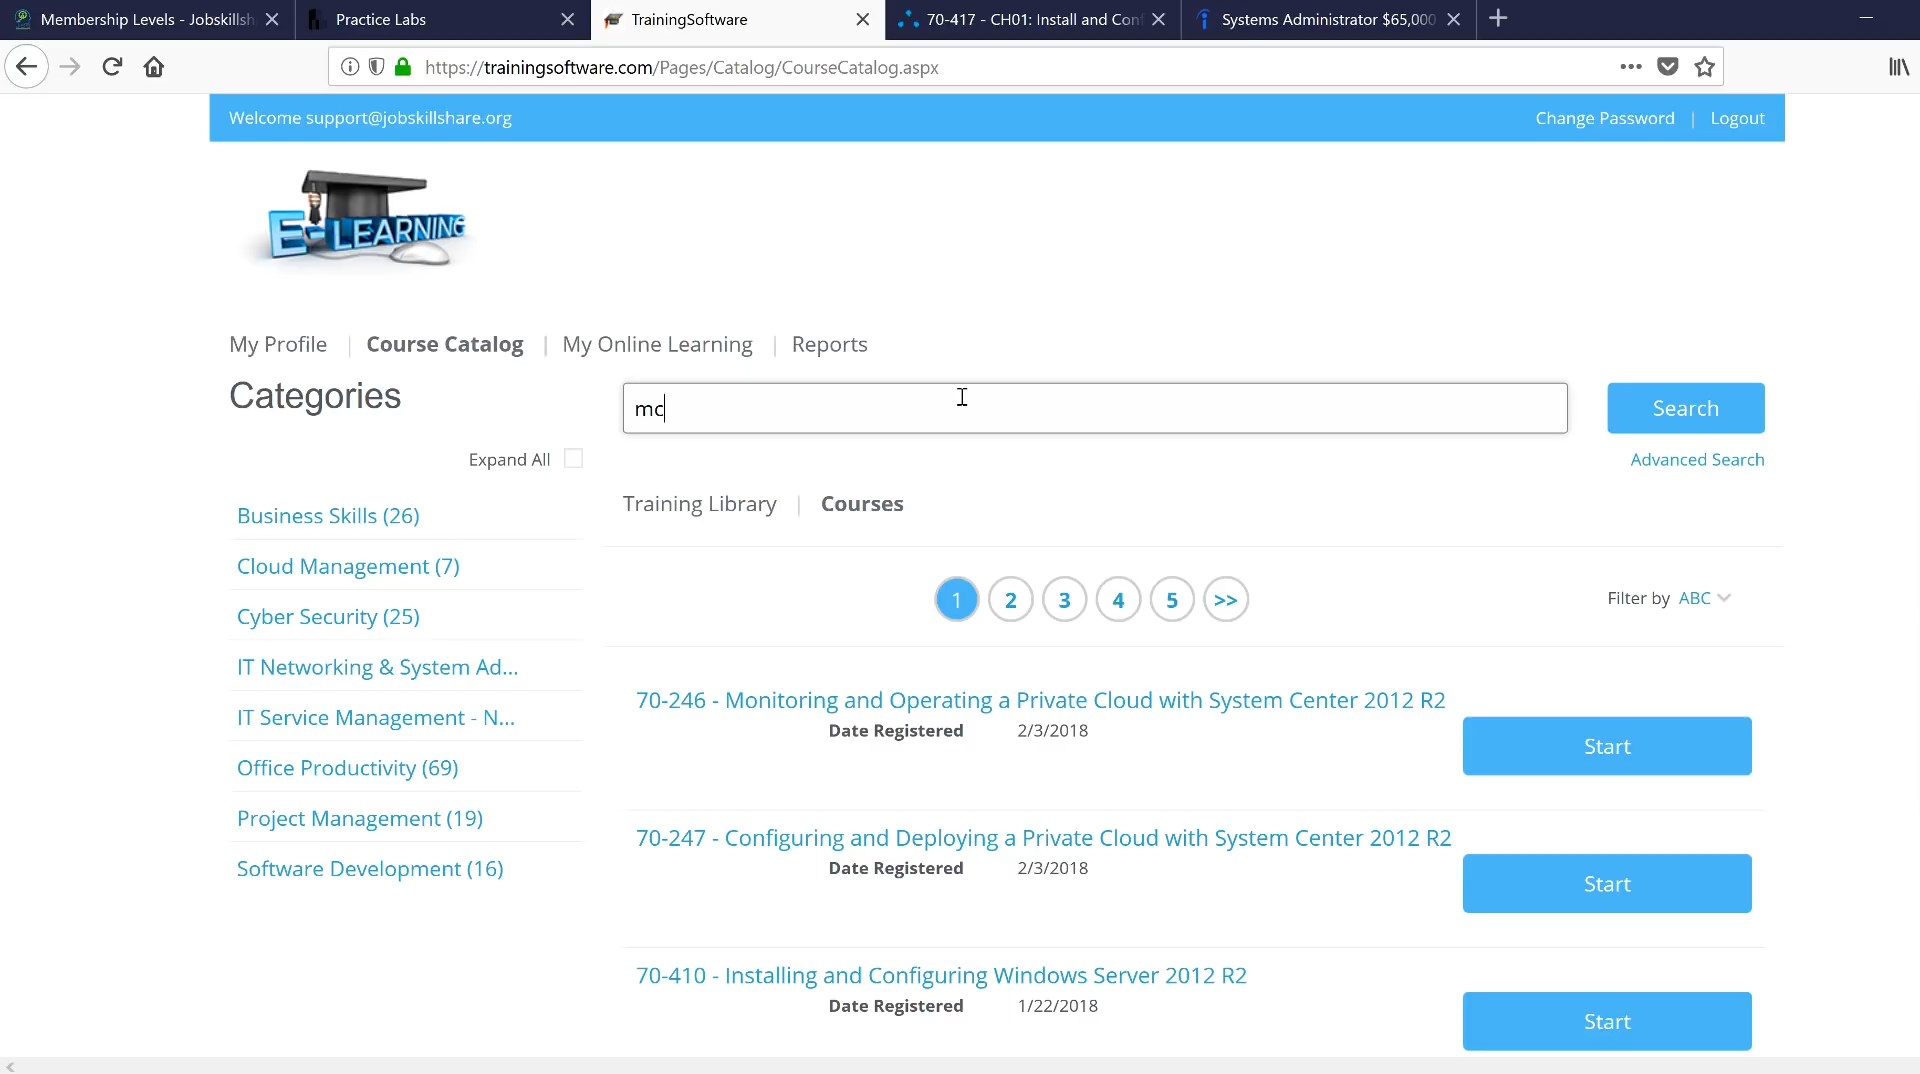 Membership Levels - Jobskillsh
Practice Labs
TrainingSoftware
70-417 - CH01: Install and Con
Systems Administrator $65,000
https://trainingsoftware.com/Pages/Catalog/CourseCatalog.aspx
Welcome support@jobskillshare.org
Change Password | Logout
E-LEARNING
My Profile | Course Catalog | My Online Learning | Reports
Categories
mc
Search
Expand All
Advanced Search
Training Library | Courses
Business Skills (26)
Cloud Management (7)
Cyber Security (25)
IT Networking & System Ad...
IT Service Management - N...
Office Productivity (69)
Project Management (19)
Software Development (16)
1 2 3 4 5 >>
Filter by ABC
70-246 - Monitoring and Operating a Private Cloud with System Center 2012 R2
Date Registered 2/3/2018
Start
70-247 - Configuring and Deploying a Private Cloud with System Center 2012 R2
Date Registered 2/3/2018
Start
70-410 - Installing and Configuring Windows Server 2012 R2
Date Registered 1/22/2018
Start